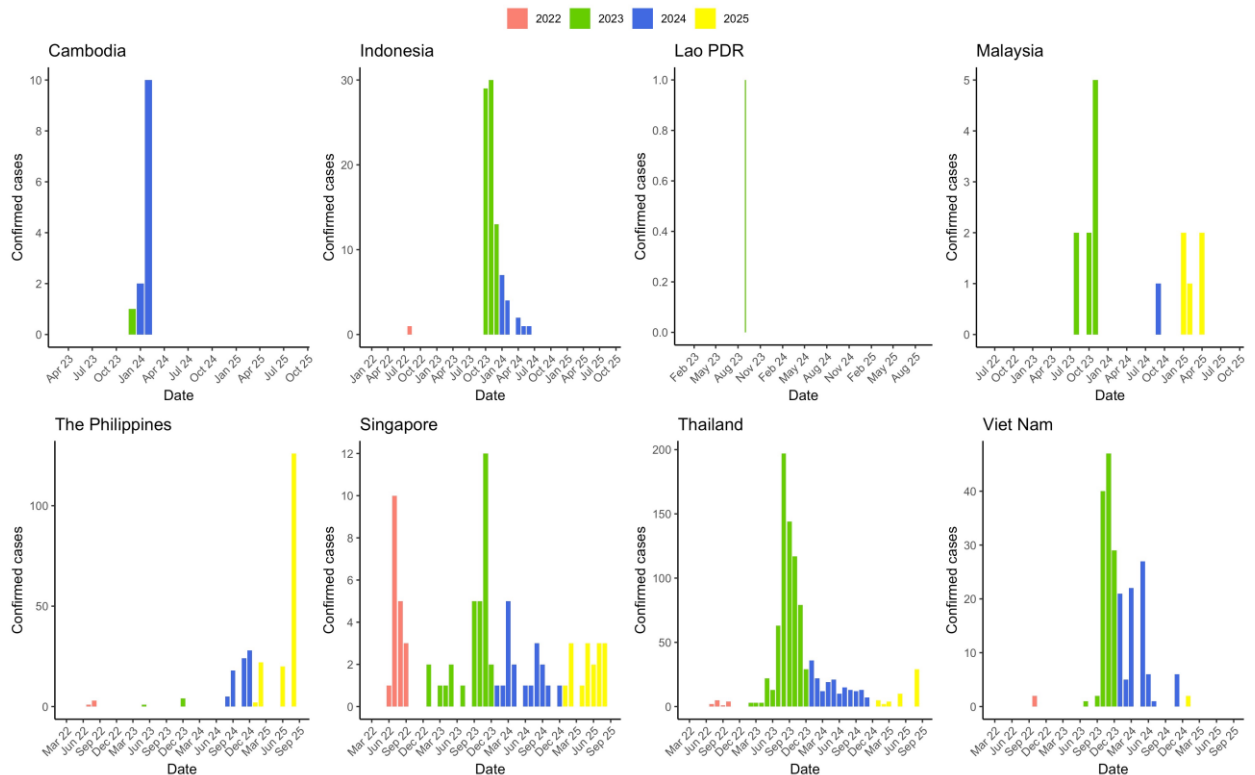 2022 2023 2024 2025
Cambodia
Confirmed cases
10
8
6
4
2
0
Apr 23 Jul 23 Oct 23 Jan 24 Apr 24 Jul 24 Oct 24 Jan 25 Apr 25 Jul 25 Oct 25
Date
Indonesia
Confirmed cases
30
20
10
0
Jan 22 Apr 22 Jul 22 Oct 22 Jan 23 Apr 23 Jul 23 Oct 23 Jan 24 Apr 24 Jul 24 Oct 24 Jan 25 Apr 25 Jul 25 Oct 25
Date
Lao PDR
Confirmed cases
1.0
0.8
0.6
0.4
0.2
0.0
Feb 23 May 23 Aug 23 Nov 23 Feb 24 May 24 Aug 24 Nov 24 Feb 25 May 25 Aug 25
Date
Malaysia
Confirmed cases
5
4
3
2
1
0
Jul 22 Oct 22 Jan 23 Apr 23 Jul 23 Oct 23 Jan 24 Apr 24 Jul 24 Oct 24 Jan 25 Apr 25 Jul 25 Oct 25
Date
The Philippines
Confirmed cases
100
50
0
Mar 22 Jun 22 Sep 22 Dec 22 Mar 23 Jun 23 Sep 23 Dec 23 Mar 24 Jun 24 Sep 24 Dec 24 Mar 25 Jun 25 Sep 25
Date
Singapore
Confirmed cases
12
10
8
6
4
2
0
Mar 22 Jun 22 Sep 22 Dec 22 Mar 23 Jun 23 Sep 23 Dec 23 Mar 24 Jun 24 Sep 24 Dec 24 Mar 25 Jun 25 Sep 25
Date
Thailand
Confirmed cases
200
150
100
50
0
Mar 22 Jun 22 Sep 22 Dec 22 Mar 23 Jun 23 Sep 23 Dec 23 Mar 24 Jun 24 Sep 24 Dec 24 Mar 25 Jun 25 Sep 25
Date
Viet Nam
Confirmed cases
40
30
20
10
0
Mar 22 Jun 22 Sep 22 Dec 22 Mar 23 Jun 23 Sep 23 Dec 23 Mar 24 Jun 24 Sep 24 Dec 24 Mar 25 Jun 25 Sep 25
Date